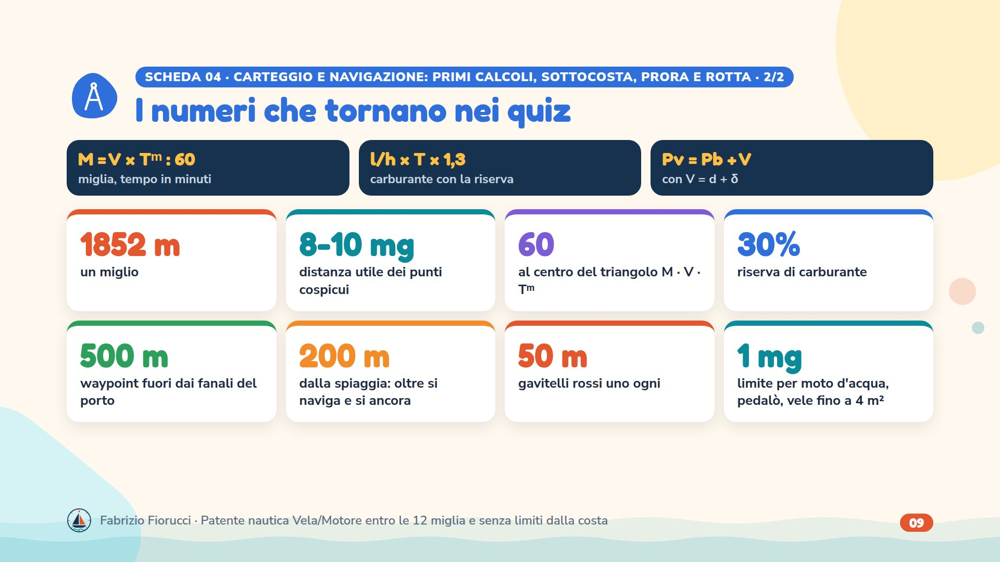 SCHEDA 04 · CARTEGGIO E NAVIGAZIONE: PRIMI CALCOLI, SOTTOCOSTA, PRORA E ROTTA · 2/2
I numeri che tornano nei quiz
M = V × Tᵐ : 60
miglia, tempo in minuti
l/h × T × 1,3
carburante con la riserva
Pv = Pb + V
con V = d + δ
1852 m
un miglio
8–10 mg
distanza utile dei punti
cospicui
60
al centro del triangolo M · V ·
Tᵐ
30%
riserva di carburante
500 m
waypoint fuori dai fanali del
porto
200 m
dalla spiaggia: oltre si
naviga e si ancora
50 m
gavitelli rossi uno ogni
1 mg
limite per moto d'acqua,
pedalò, vele fino a 4 m²
Fabrizio Fiorucci · Patente nautica Vela/Motore entro le 12 miglia e senza limiti dalla costa
09